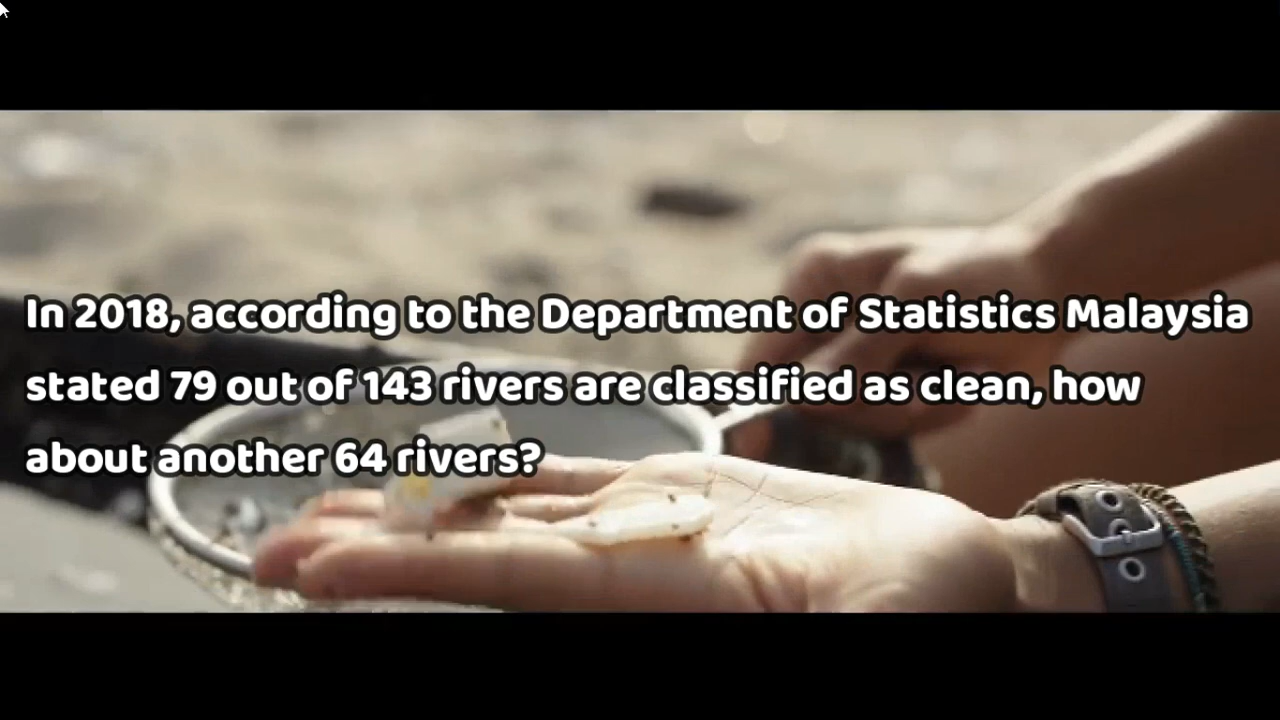 In 2018, according to the Department of Statistics Malaysia
stated 79 out of 143 rivers are classified as clean, how
about another 64 rivers?